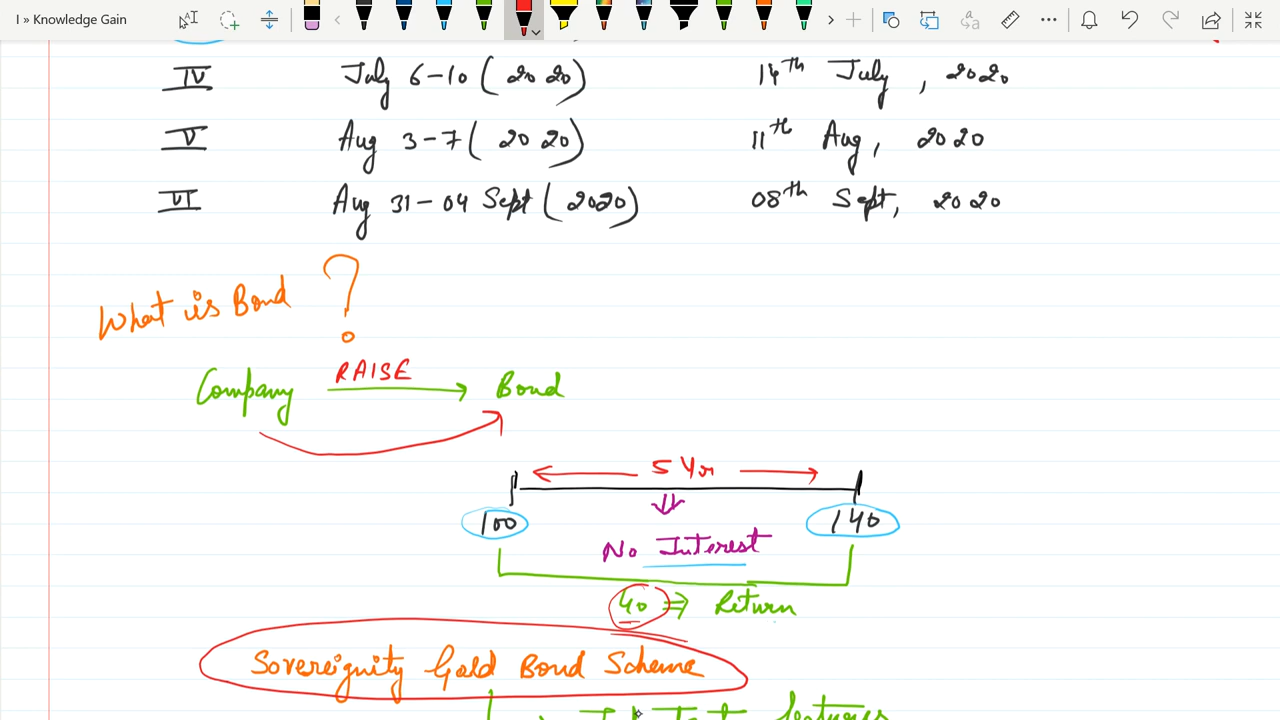 I » Knowledge Gain
IV July 6-10 (2020) 14th July, 2020
V Aug 3-7 (2020) 11th Aug, 2020
VI Aug 31-04 Sept (2020) 08th Sept, 2020
What is Bond ?
Company RAISE Bond
5 Yr
100 140
No Interest
40 ⇒ Return
Sovereignity Gold Bond Scheme
features